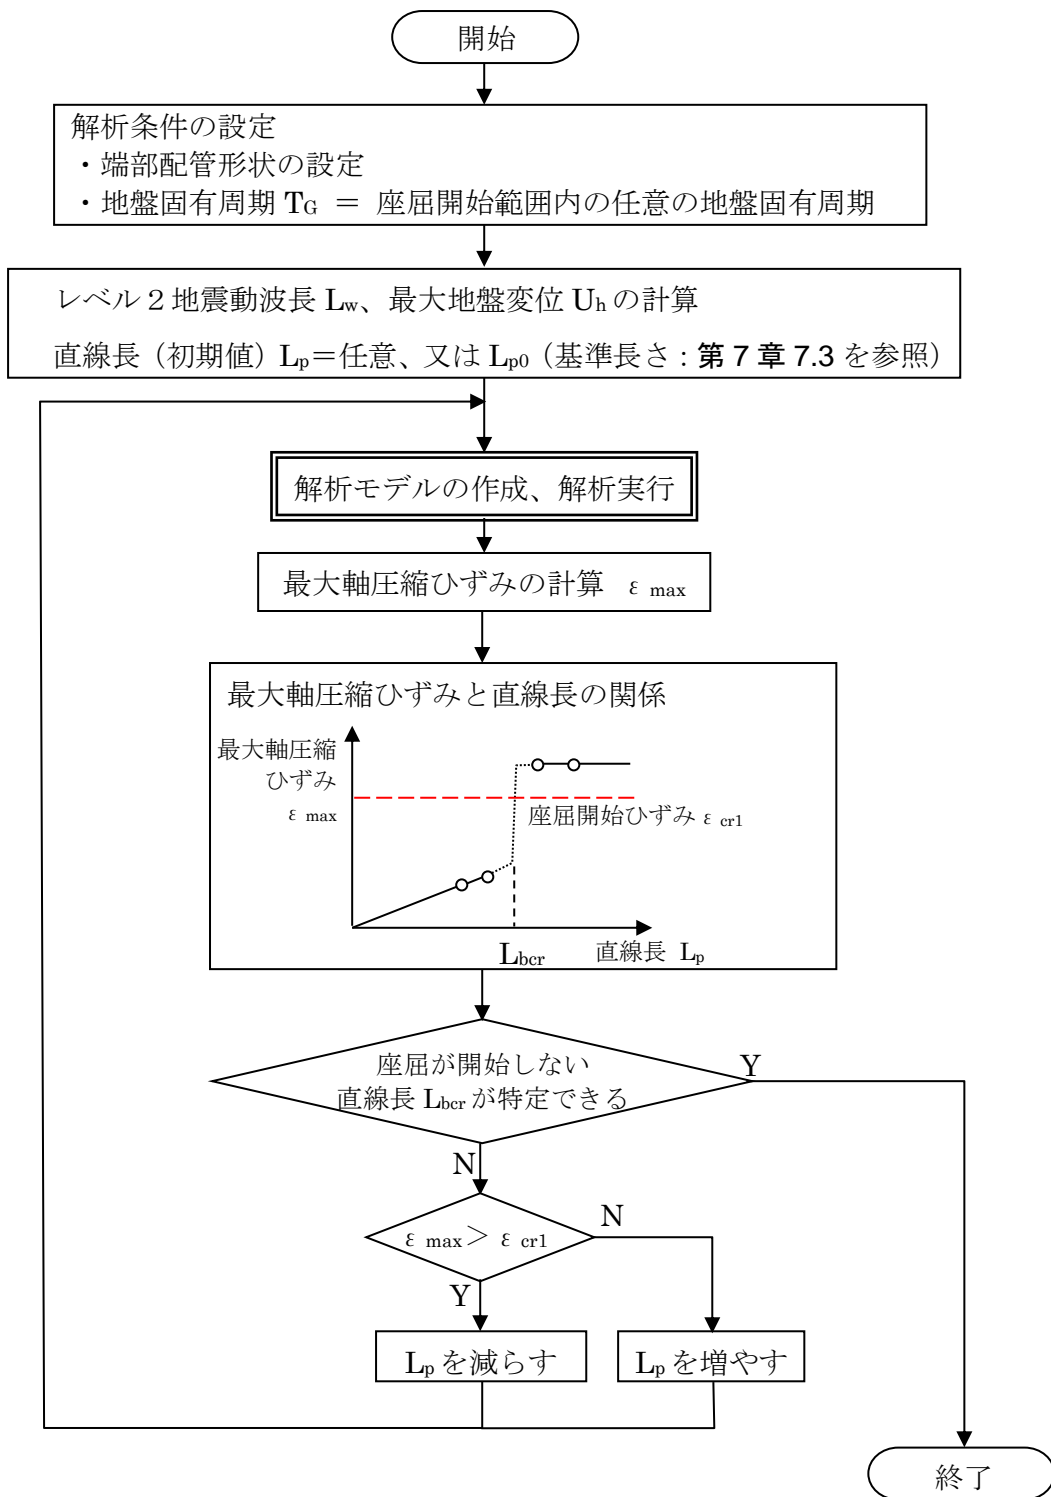 開始
解析条件の設定
・端部配管形状の設定
・地盤固有周期 TG ＝ 座屈開始範囲内の任意の地盤固有周期
レベル２地震動波長 Lw、最大地盤変位 Uh の計算
直線長（初期値）Lp＝任意、又は Lp0（基準長さ：第７章 7.3 を参照）
解析モデルの作成、解析実行
最大軸圧縮ひずみの計算 ε max
最大軸圧縮ひずみと直線長の関係
最大軸圧縮
ひずみ
ε max
座屈開始ひずみ ε cr1
Lbcr
直線長 Lp
座屈が開始しない
直線長 Lbcr が特定できる
Y
N
ε max＞ ε cr1
N
Y
Lp を減らす
Lp を増やす
終了